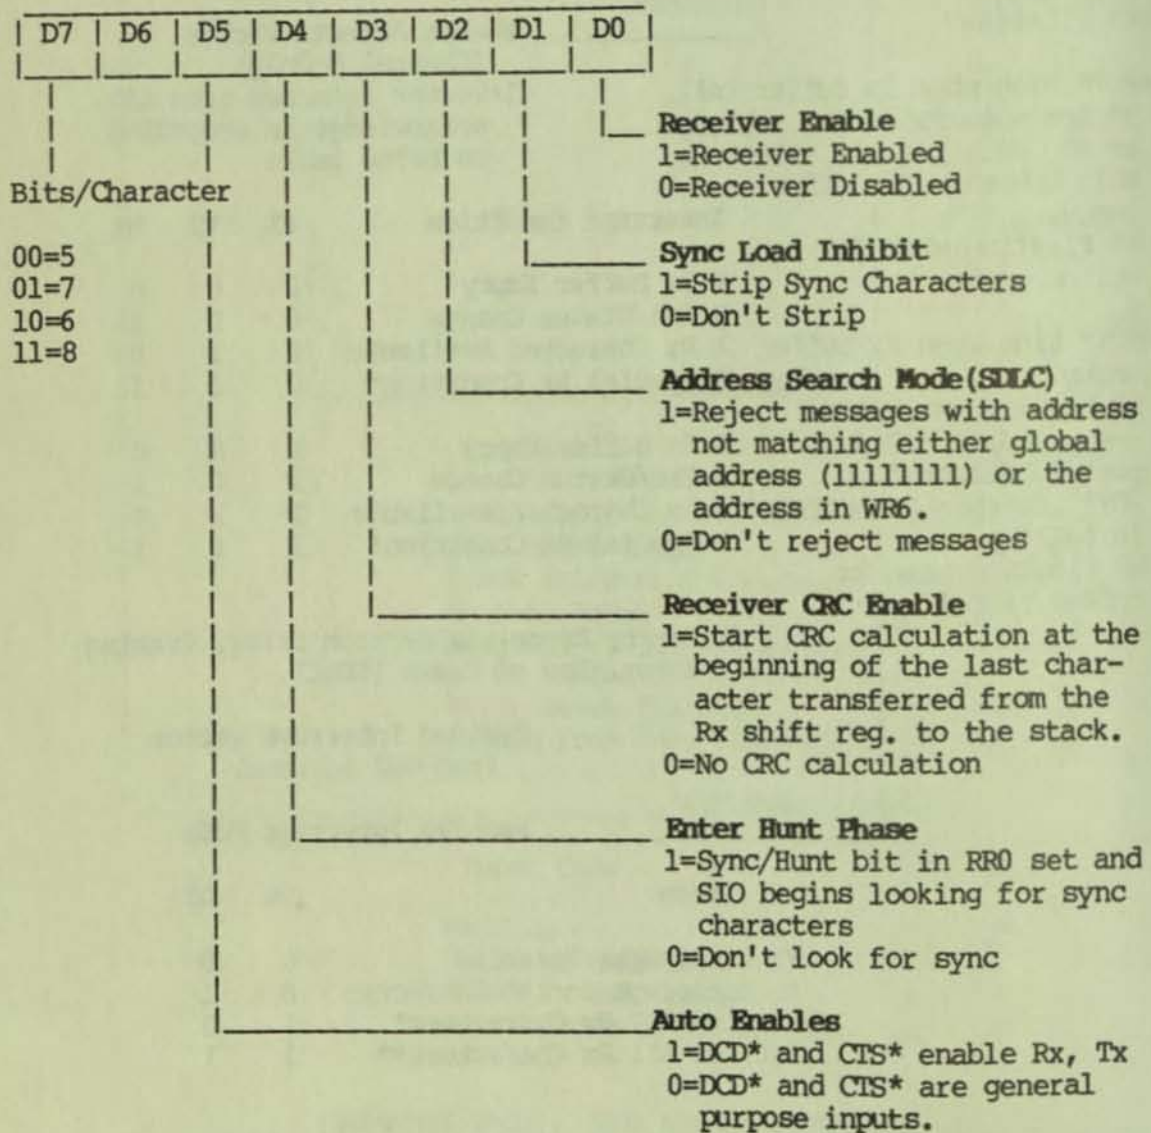 | D7 | D6 | D5 | D4 | D3 | D2 | D1 | D0 |
Receiver Enable
1=Receiver Enabled
0=Receiver Disabled
Bits/Character
00=5
01=7
10=6
11=8
Sync Load Inhibit
1=Strip Sync Characters
0=Don't Strip
Address Search Mode(SDLC)
1=Reject messages with address
not matching either global
address (11111111) or the
address in WR6.
0=Don't reject messages
Receiver CRC Enable
1=Start CRC calculation at the
beginning of the last char-
acter transferred from the
Rx shift reg. to the stack.
0=No CRC calculation
Enter Hunt Phase
1=Sync/Hunt bit in RR0 set and
SIO begins looking for sync
characters
0=Don't look for sync
Auto Enables
1=DCD* and CTS* enable Rx, Tx
0=DCD* and CTS* are general
purpose inputs.